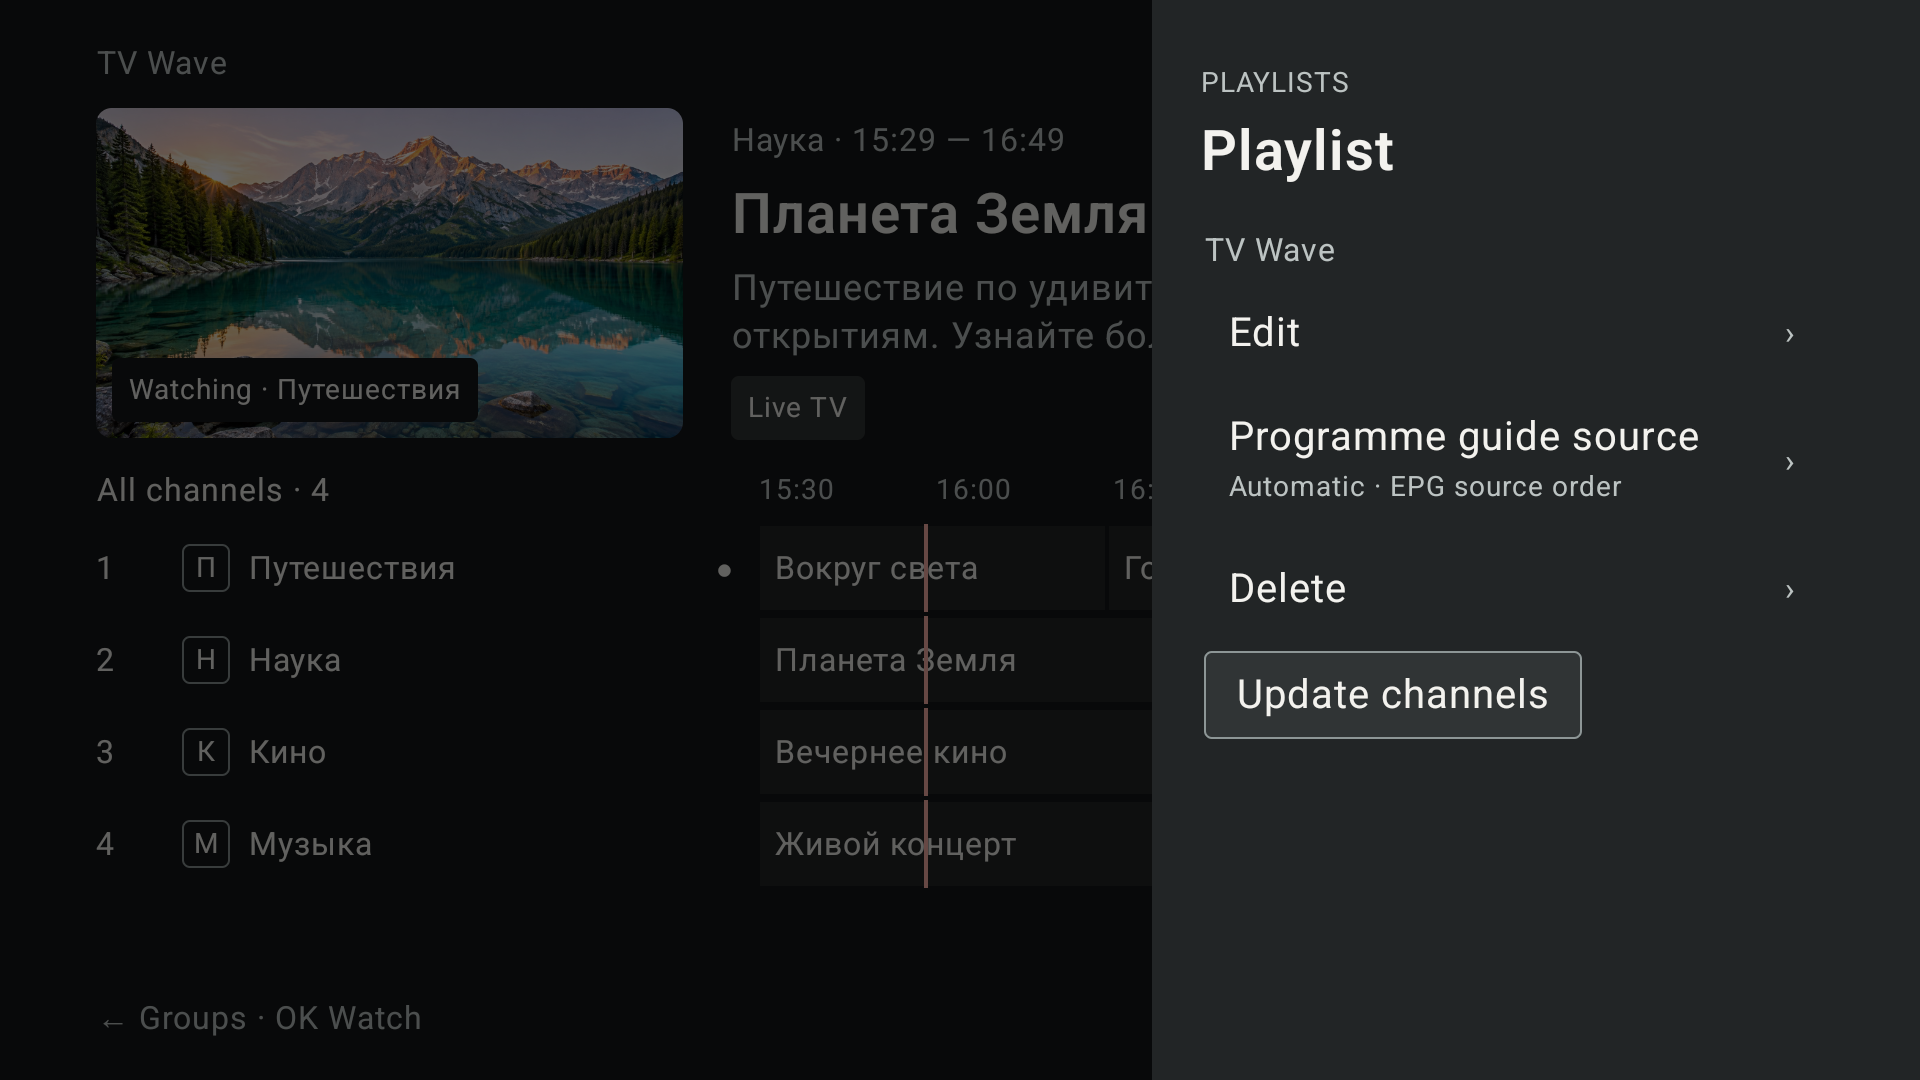 TV Wave
Watching · Путешествия
Наука · 15:29 — 16:49
Планета Земля
Путешествие по удивит
открытиям. Узнайте бол
Live TV
All channels · 4
15:30 16:00 16:
1 П Путешествия ● Вокруг света Го
2 Н Наука Планета Земля
3 К Кино Вечернее кино
4 М Музыка Живой концерт
← Groups · OK Watch
PLAYLISTS
Playlist
TV Wave
Edit ›
Programme guide source ›
Automatic · EPG source order
Delete ›
Update channels